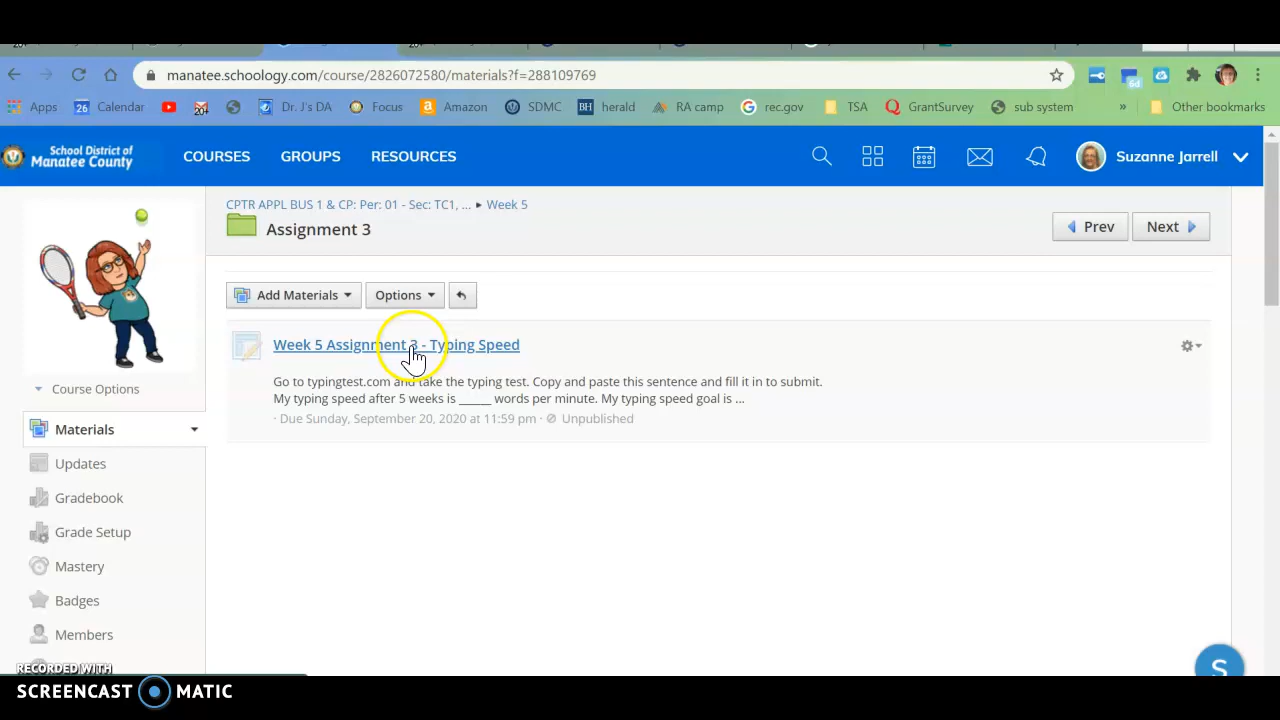 manatee.schoology.com/course/2826072580/materials?f=288109769
6d
Apps
26 Calendar
20+
Dr. J's DA
Focus
Amazon
SDMC
BH herald
RA camp
rec.gov
TSA
GrantSurvey
sub system
»
Other bookmarks
School District of
Manatee County
COURSES
GROUPS
RESOURCES
Suzanne Jarrell
CPTR APPL BUS 1 & CP: Per: 01 - Sec: TC1, ... ▸ Week 5
Assignment 3
Prev
Next
Add Materials
Options
Week 5 Assignment 3 - Typing Speed
Go to typingtest.com and take the typing test. Copy and paste this sentence and fill it in to submit.
My typing speed after 5 weeks is ______ words per minute. My typing speed goal is ...
· Due Sunday, September 20, 2020 at 11:59 pm · Unpublished
Course Options
Materials
Updates
Gradebook
Grade Setup
Mastery
Badges
Members
S
RECORDED WITH
SCREENCAST MATIC